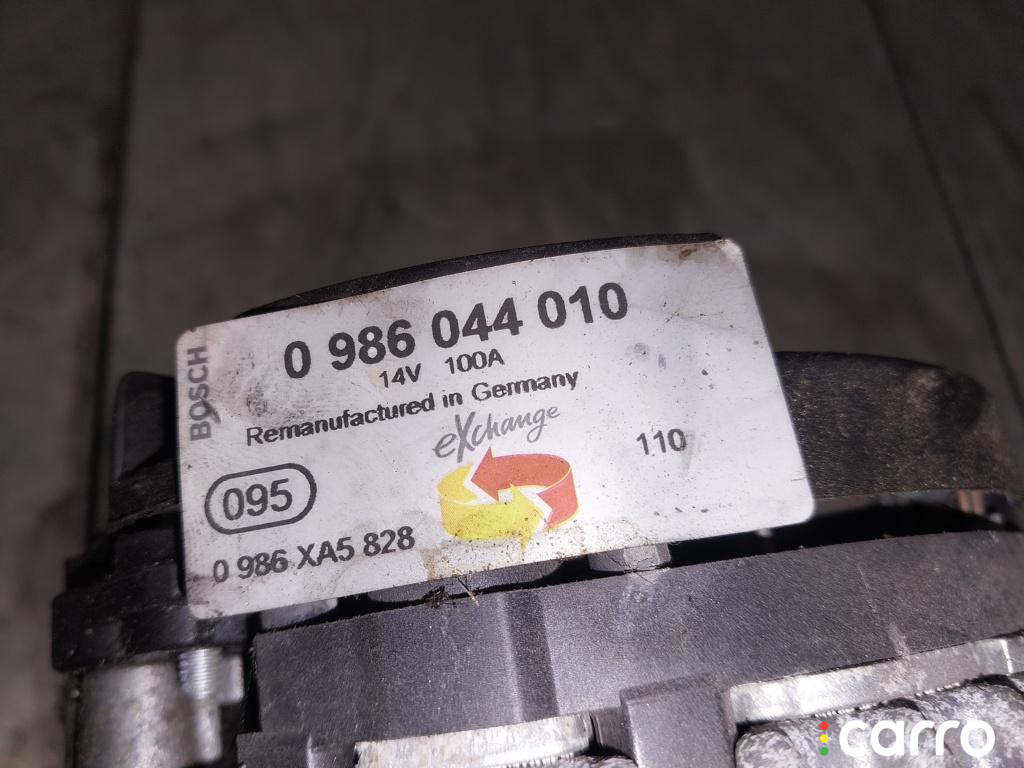 BOSCH
0 986 044 010
14V 100A
Remanufactured in Germany
eXchange
110
095
0 986 XA5 828
carro